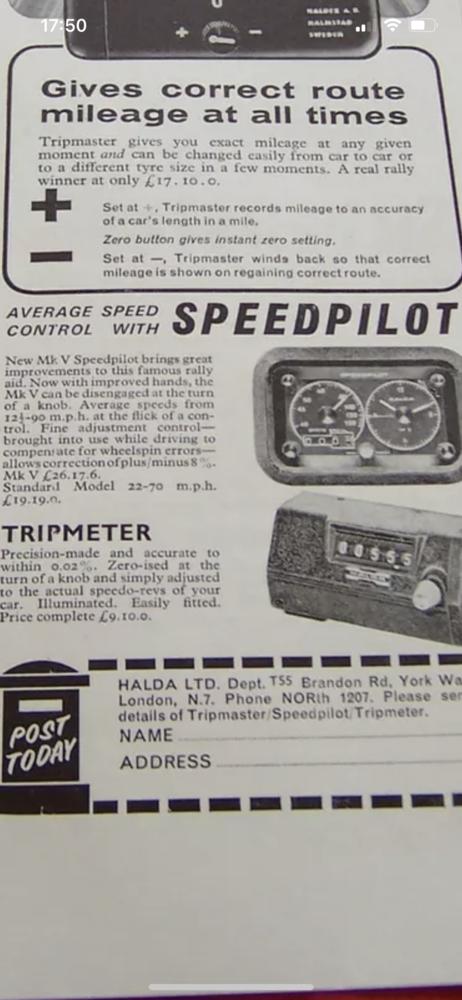 17:50
HALDEX A.B.
HALMSTAD
SWEDEN
+ −
Gives correct route
mileage at all times
Tripmaster gives you exact mileage at any given
moment and can be changed easily from car to car or
to a different tyre size in a few moments. A real rally
winner at only £17.10.0.
+ Set at +, Tripmaster records mileage to an accuracy
of a car's length in a mile.
Zero button gives instant zero setting.
− Set at −, Tripmaster winds back so that correct
mileage is shown on regaining correct route.
AVERAGE SPEED
CONTROL WITH SPEEDPILOT
New Mk V Speedpilot brings great
improvements to this famous rally
aid. Now with improved hands, the
Mk V can be disengaged at the turn
of a knob. Average speeds from
12½-90 m.p.h. at the flick of a con-
trol. Fine adjustment control—
brought into use while driving to
compensate for wheelspin errors—
allows correction of plus/minus 8%.
Mk V £26.17.6.
Standard Model 22-70 m.p.h.
£19.19.0.
SPEEDPILOT
TRIPMETER
Precision-made and accurate to
within 0.02%. Zero-ised at the
turn of a knob and simply adjusted
to the actual speedo-revs of your
car. Illuminated. Easily fitted.
Price complete £9.10.0.
00555
HALDA
POST
TODAY
HALDA LTD. Dept. T55 Brandon Rd, York Wa
London, N.7. Phone NORth 1207. Please sen
details of Tripmaster/Speedpilot/Tripmeter.
NAME
ADDRESS